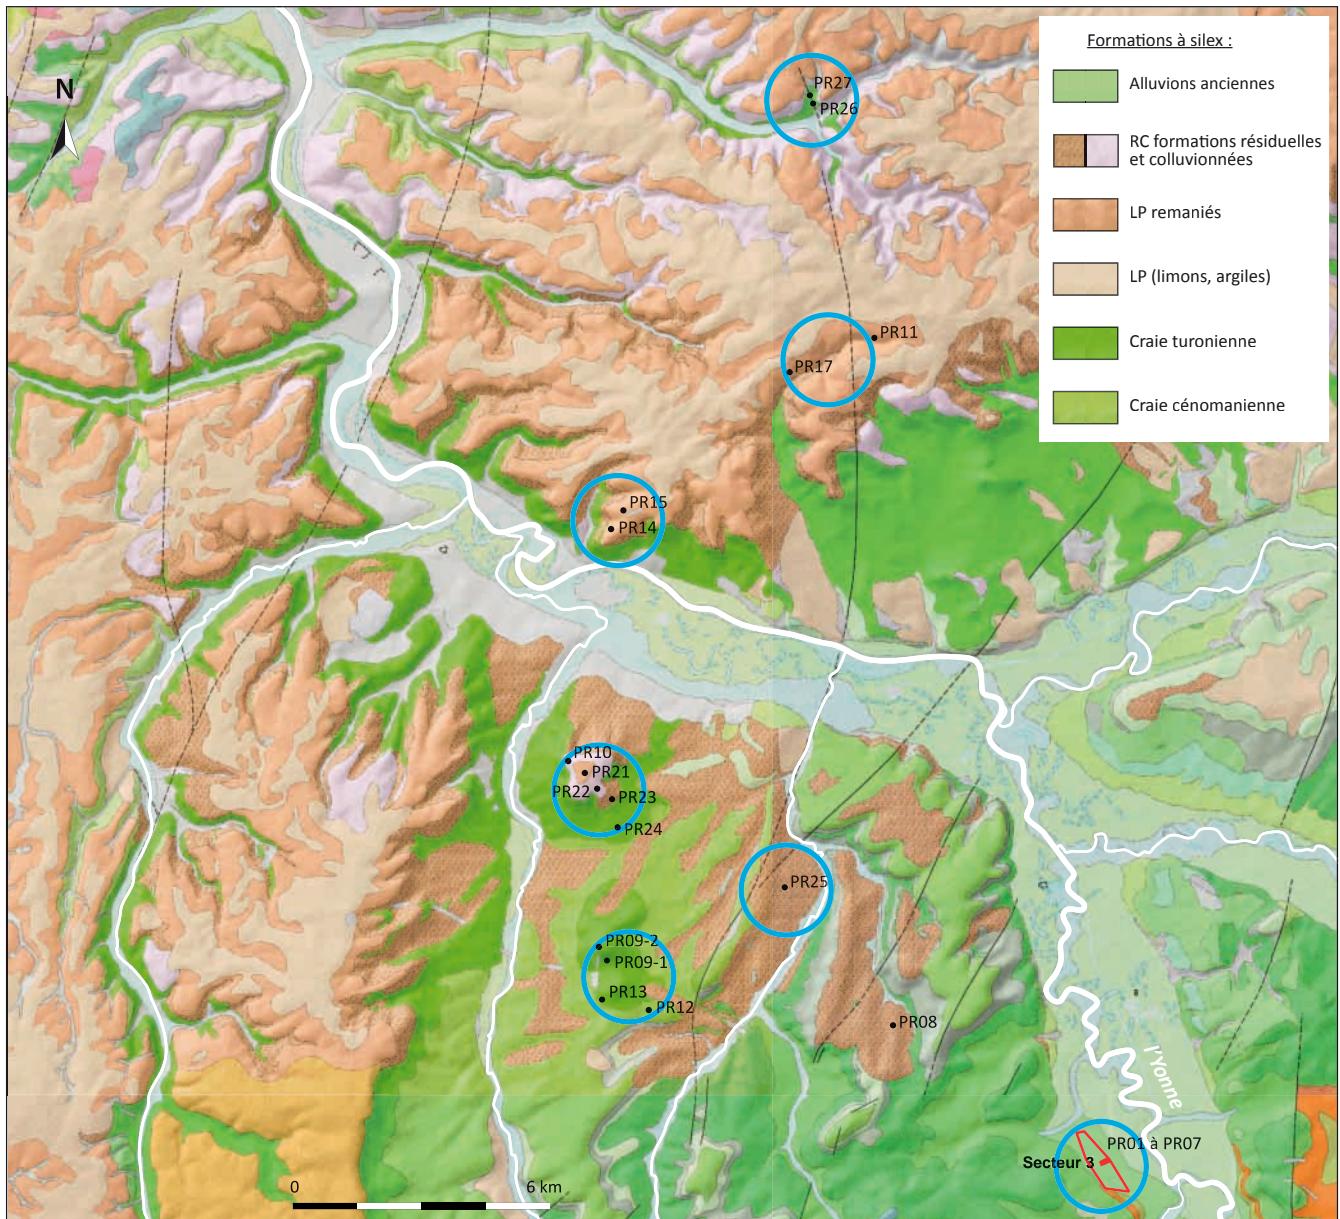 N
Formations à silex :
Alluvions anciennes
RC formations résiduelles
et colluvionnées
LP remaniés
LP (limons, argiles)
Craie turonienne
Craie cénomanienne
PR27
PR26
PR11
PR17
PR15
PR14
PR10
PR21
PR22
PR23
PR24
PR25
PR09-2
PR09-1
PR13
PR12
PR08
l'Yonne
PR01 à PR07
Secteur 3
0 6 km